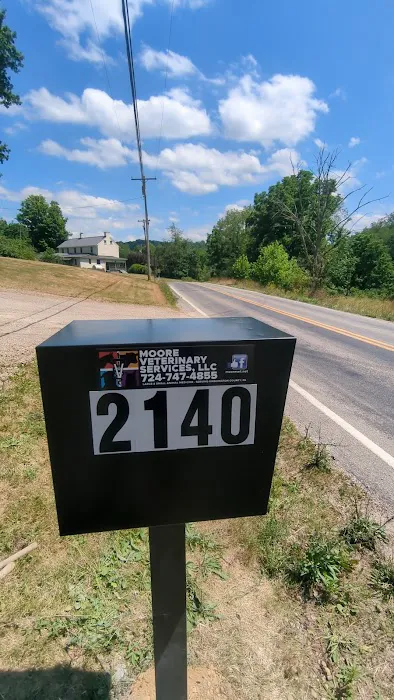 MOORE
VETERINARY
SERVICES, LLC
724-747-4855
2140